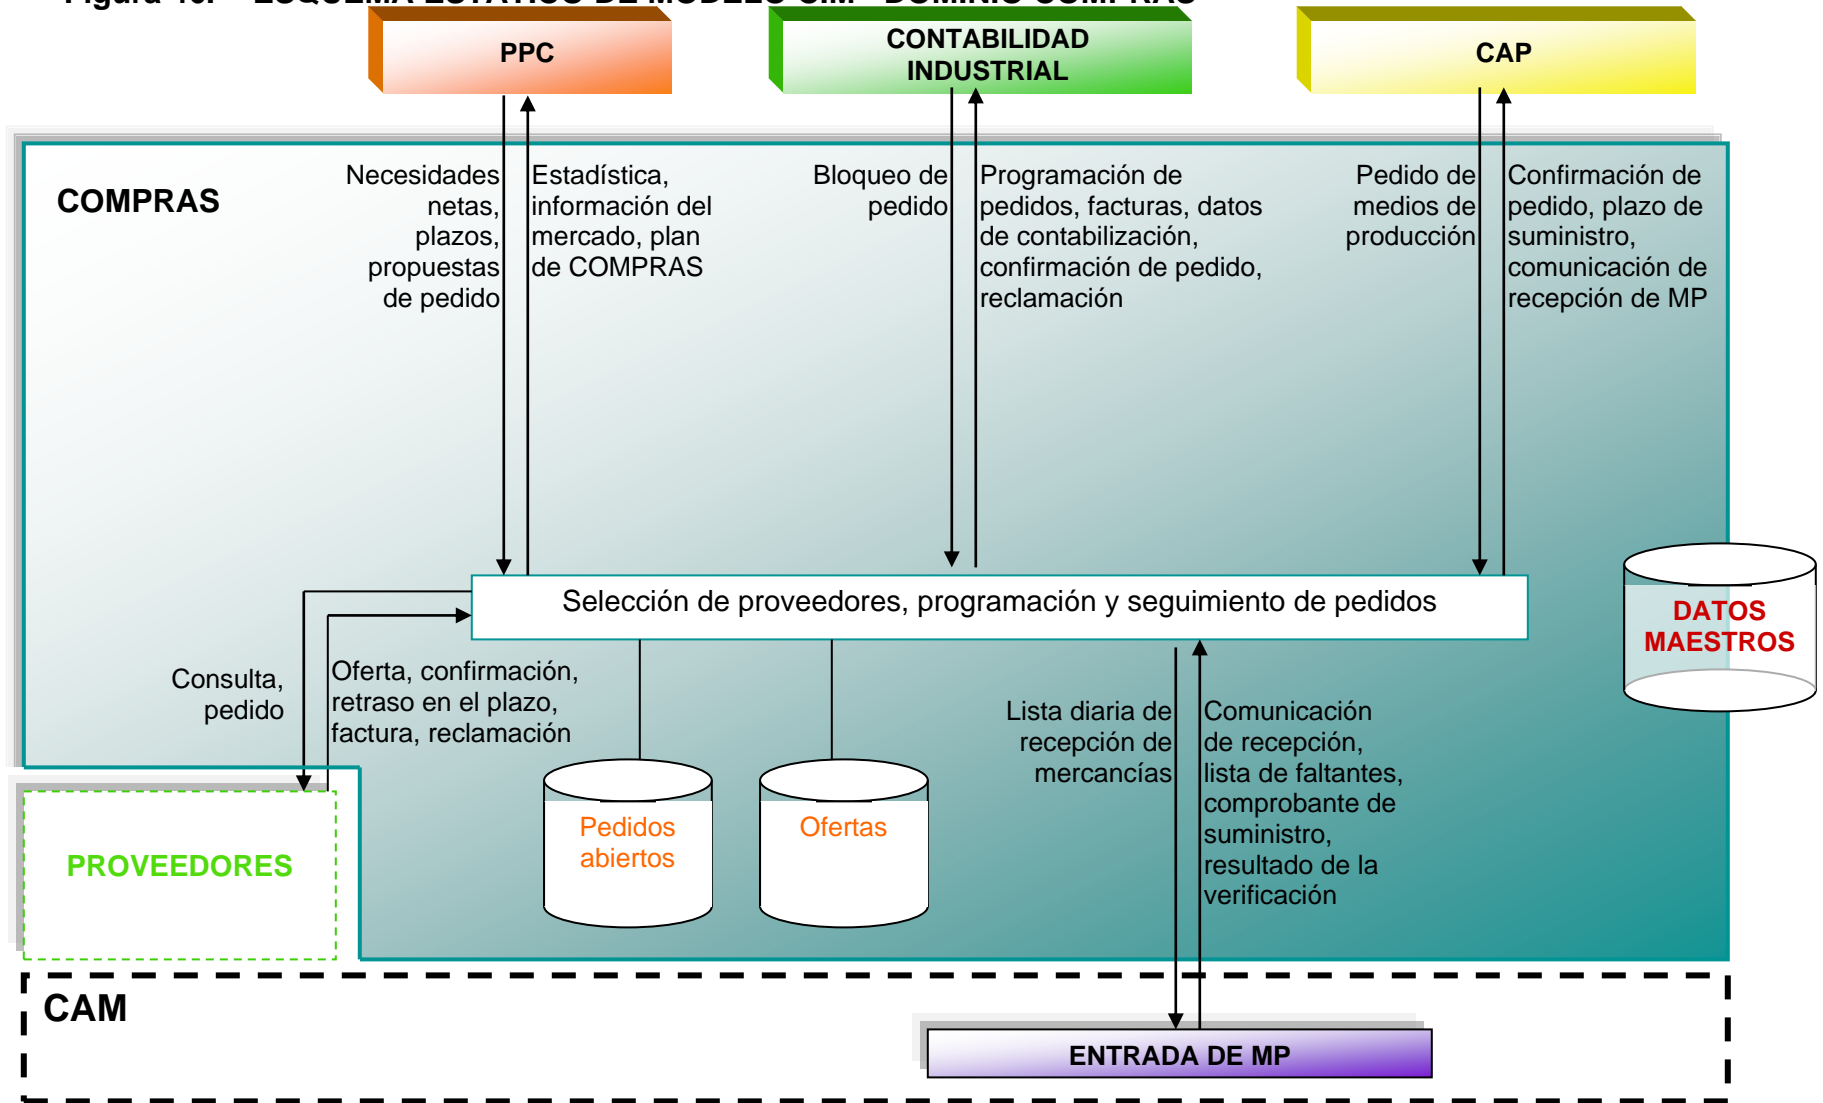 PPC
CONTABILIDAD
INDUSTRIAL
CAP
COMPRAS
Necesidades
netas,
plazos,
propuestas
de pedido
Estadística,
información del
mercado, plan
de COMPRAS
Bloqueo de
pedido
Programación de
pedidos, facturas, datos
de contabilización,
confirmación de pedido,
reclamación
Pedido de
medios de
producción
Confirmación de
pedido, plazo de
suministro,
comunicación de
recepción de MP
Selección de proveedores, programación y seguimiento de pedidos
DATOS
MAESTROS
Consulta,
pedido
Oferta, confirmación,
retraso en el plazo,
factura, reclamación
Lista diaria de
recepción de
mercancías
Comunicación
de recepción,
lista de faltantes,
comprobante de
suministro,
resultado de la
verificación
Pedidos
abiertos
Ofertas
PROVEEDORES
CAM
ENTRADA DE MP